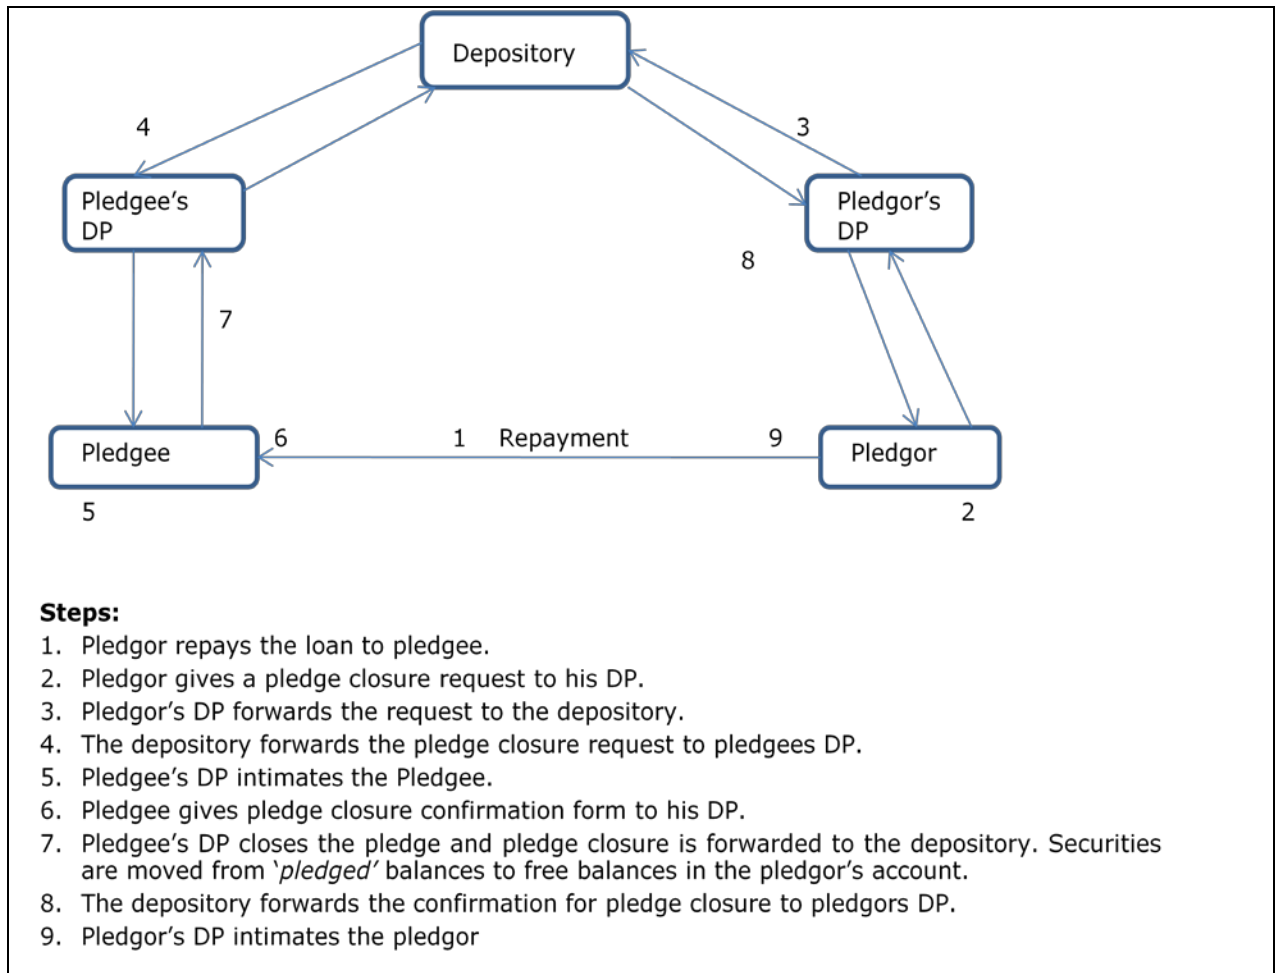 Depository
4
3
Pledgee’s
DP
Pledgor’s
DP
8
7
6
1 Repayment
9
Pledgee
Pledgor
5
2
Steps:
1. Pledgor repays the loan to pledgee.
2. Pledgor gives a pledge closure request to his DP.
3. Pledgor’s DP forwards the request to the depository.
4. The depository forwards the pledge closure request to pledgees DP.
5. Pledgee’s DP intimates the Pledgee.
6. Pledgee gives pledge closure confirmation form to his DP.
7. Pledgee’s DP closes the pledge and pledge closure is forwarded to the depository. Securities
are moved from ‘pledged’ balances to free balances in the pledgor’s account.
8. The depository forwards the confirmation for pledge closure to pledgors DP.
9. Pledgor’s DP intimates the pledgor